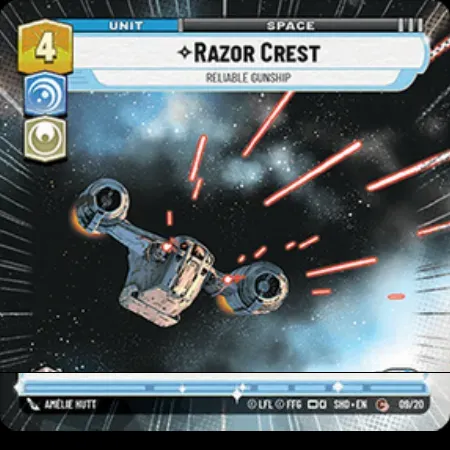 UNIT
SPACE
4
RAZOR CREST
RELIABLE GUNSHIP
AMÉLIE HUTT
© LFL © FFG SHD • EN 09/20